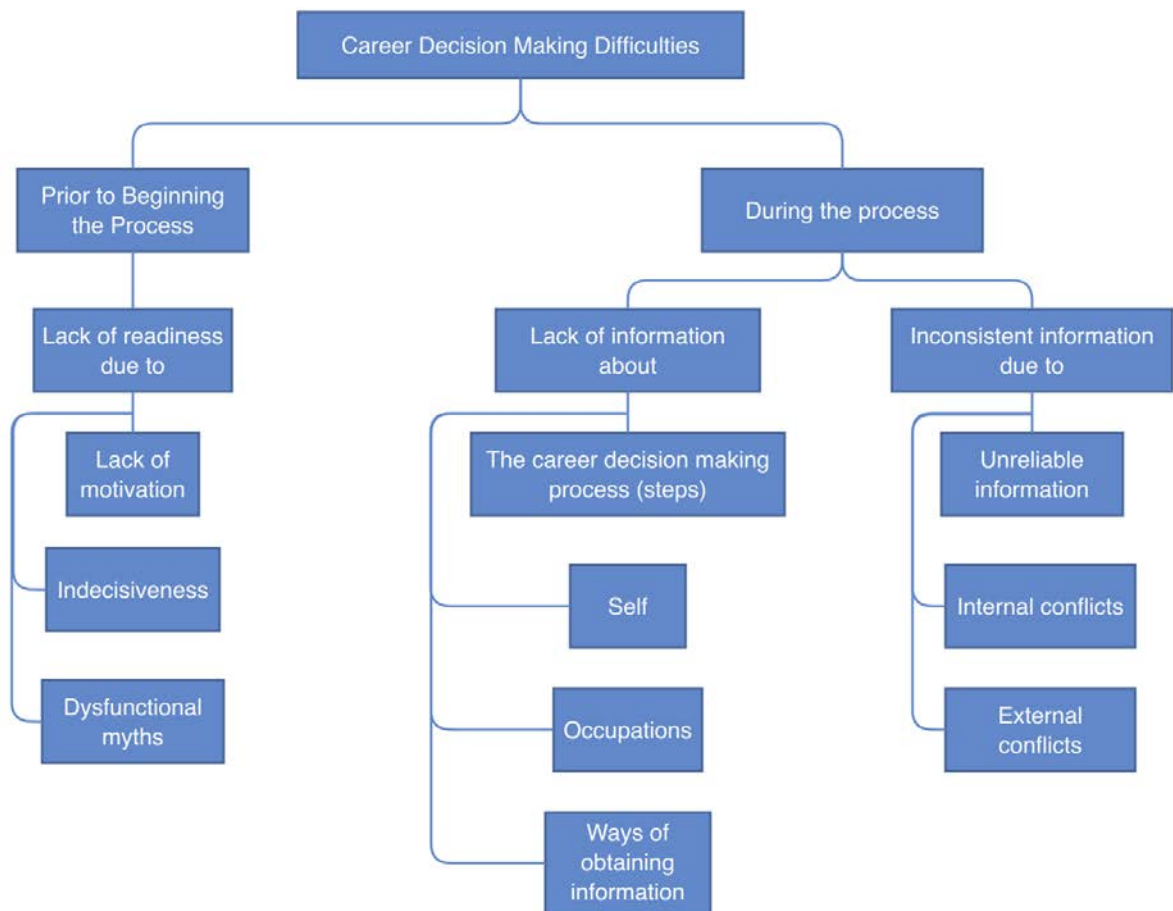 Career Decision Making Difficulties
Prior to Beginning
the Process
During the process
Lack of readiness
due to
Lack of information
about
Inconsistent information
due to
Lack of
motivation
The career decision making
process (steps)
Unreliable
information
Indecisiveness
Self
Internal conflicts
Dysfunctional
myths
Occupations
External
conflicts
Ways of
obtaining
information